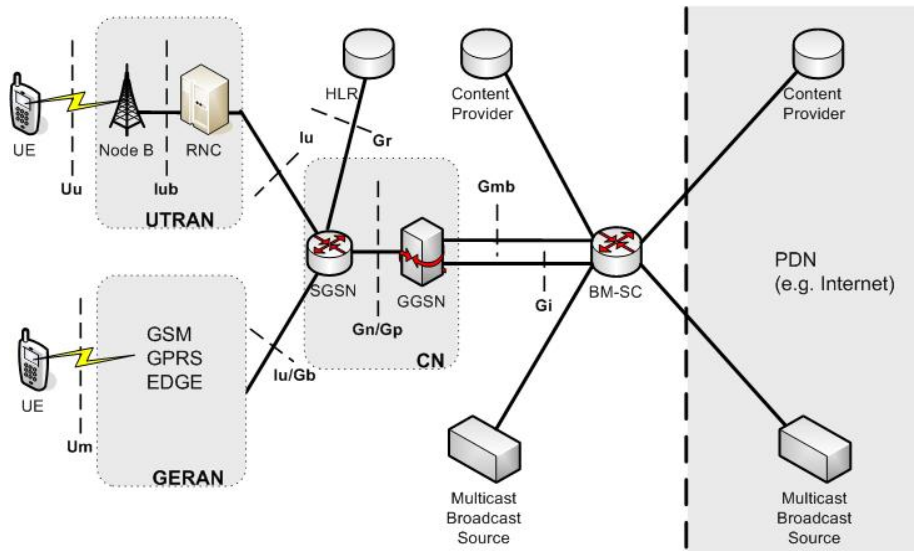 HLR
Content
Provider
Content
Provider
UE
Node B
RNC
Iu
Gr
Uu
Iub
UTRAN
Gmb
SGSN
GGSN
BM-SC
Gi
PDN
(e.g. Internet)
Gn/Gp
CN
GSM
GPRS
EDGE
Iu/Gb
UE
Um
GERAN
Multicast
Broadcast
Source
Multicast
Broadcast
Source